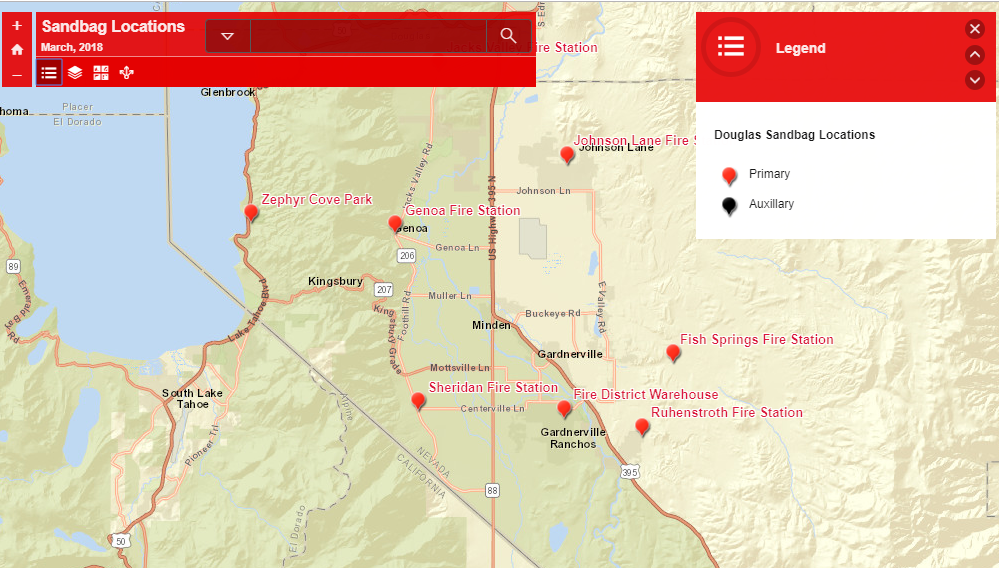 +
Sandbag Locations
March, 2018
Fire Station
Legend
Douglas Sandbag Locations
Primary
Auxillary
Glenbrook
homa
Placer
El Dorado
Johnson Lane Fire S
Johnson Lane
Jacks Valley Rd
US Highway 395 N
Johnson Ln
Zephyr Cove Park
Genoa Fire Station
Genoa
Genoa Ln
206
89
Emerald Bay
Rd
Kingsbury
207
Muller Ln
Foothill Rd
E Valley Rd
Buckeye Rd
Kingsbury Grade
Minden
Lake Tahoe Blvd
Fish Springs Fire Station
Gardnerville
Mottsville Ln
Sheridan Fire Station
Fire District Warehouse
Centerville Ln
Ruhenstroth Fire Station
South Lake
Tahoe
Alpine
Gardnerville
Ranchos
Pioneer Trl
NEVADA
CALIFORNIA
395
88
El Dorado
50